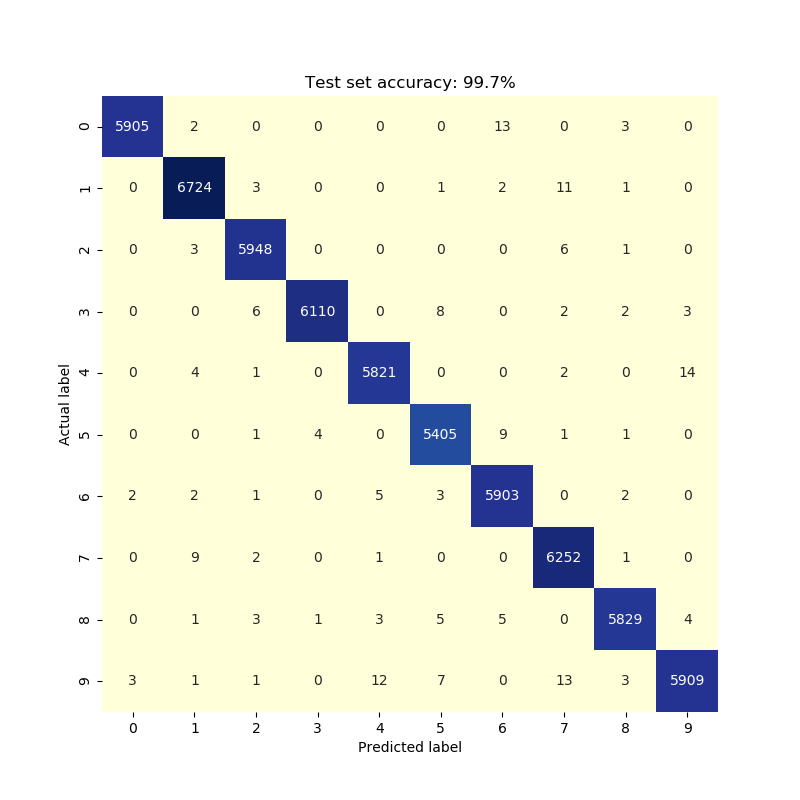 Test set accuracy: 99.7%
0 5905 2 0 0 0 0 13 0 3 0
1 0 6724 3 0 0 1 2 11 1 0
2 0 3 5948 0 0 0 0 6 1 0
3 0 0 6 6110 0 8 0 2 2 3
4 0 4 1 0 5821 0 0 2 0 14
5 0 0 1 4 0 5405 9 1 1 0
6 2 2 1 0 5 3 5903 0 2 0
7 0 9 2 0 1 0 0 6252 1 0
8 0 1 3 1 3 5 5 0 5829 4
9 3 1 1 0 12 7 0 13 3 5909
Actual label
0 1 2 3 4 5 6 7 8 9
Predicted label